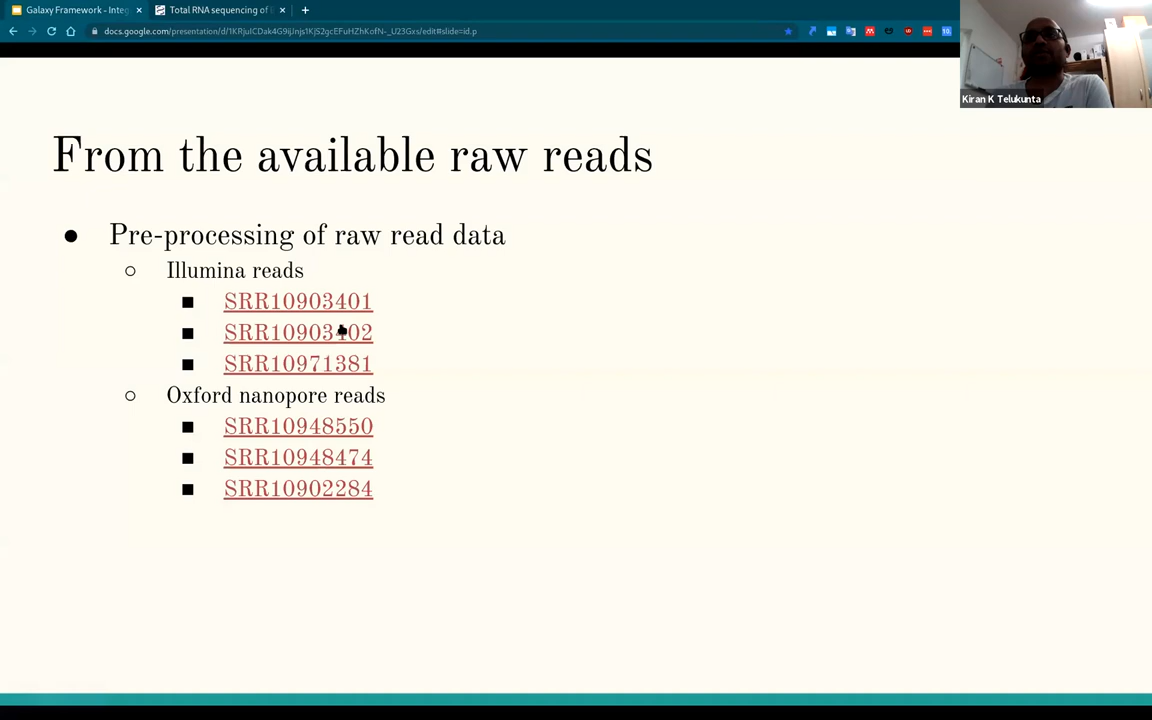 Galaxy Framework - Integ
Total RNA sequencing of
docs.google.com/presentation/d/1KRjuICDak4G9ijJnjs1KjS2gcEFuHZhKofN-_U23Gxs/edit#slide=id.p
Kiran K Telukunta
From the available raw reads
● Pre-processing of raw read data
○ Illumina reads
■ SRR10903401
■ SRR10903402
■ SRR10971381
○ Oxford nanopore reads
■ SRR10948550
■ SRR10948474
■ SRR10902284